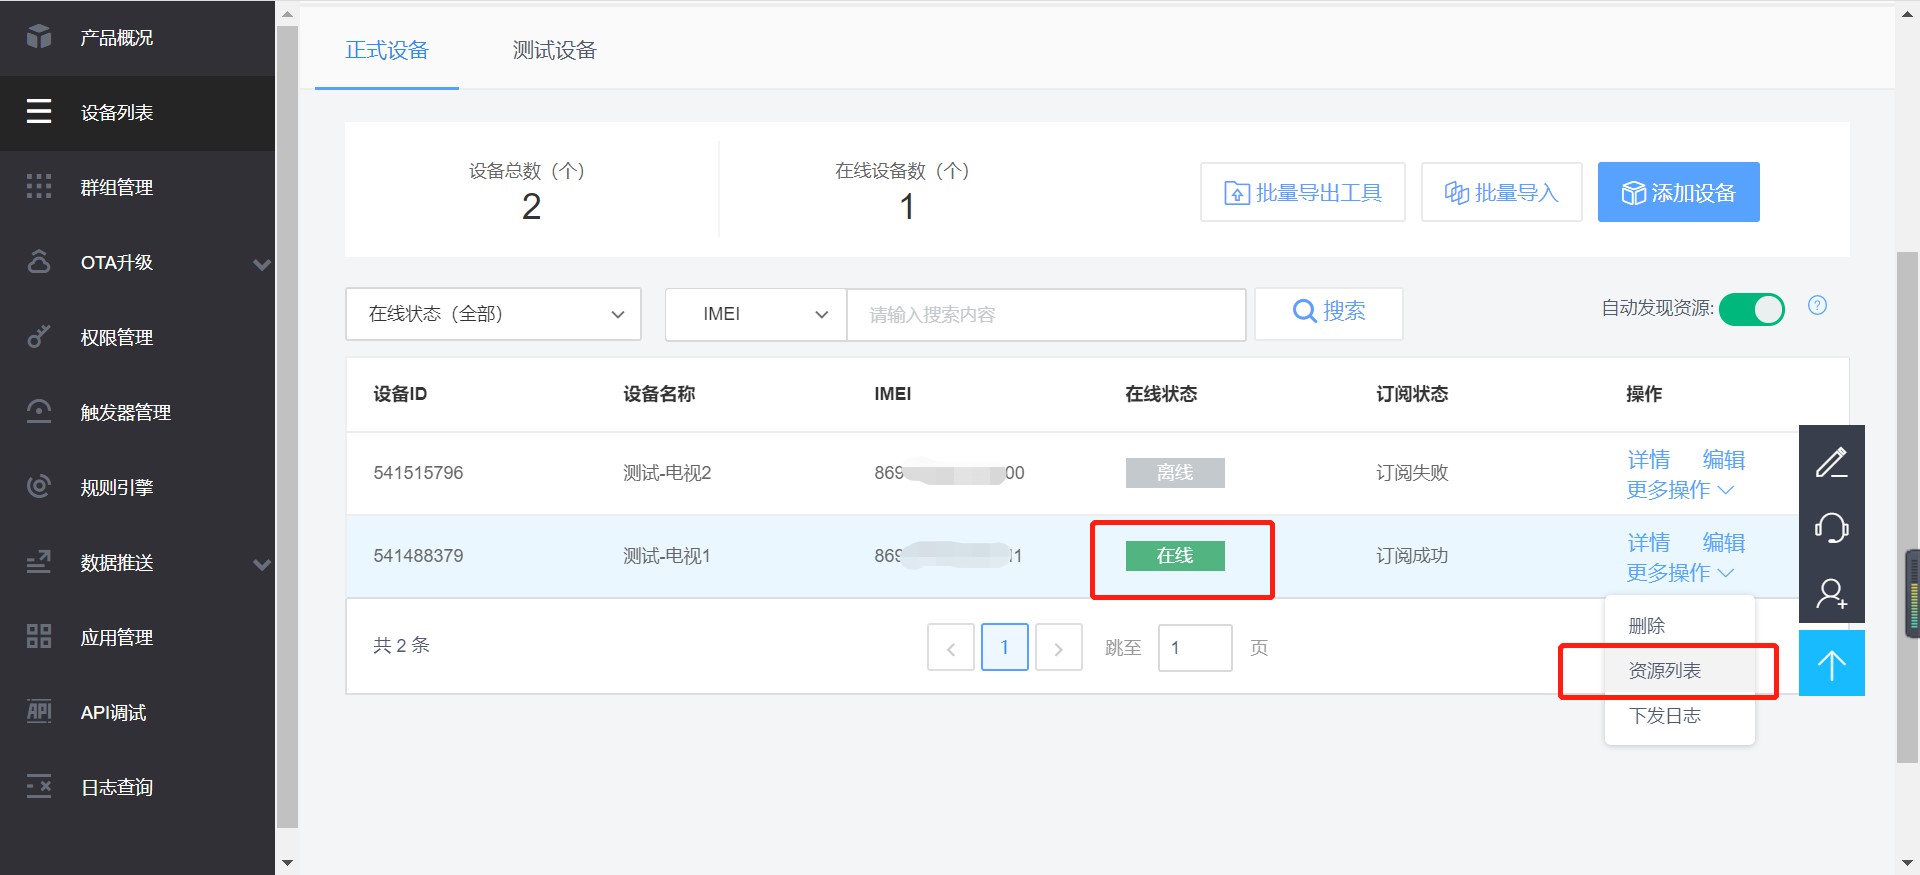 产品概况
设备列表
群组管理
OTA升级
权限管理
触发器管理
规则引擎
数据推送
应用管理
API调试
日志查询
正式设备 测试设备
设备总数（个） 在线设备数（个）
2 1
批量导出工具 批量导入 添加设备
在线状态（全部） IMEI 请输入搜索内容 搜索 自动发现资源:
设备ID 设备名称 IMEI 在线状态 订阅状态 操作
541515796 测试-电视2 869 00 离线 订阅失败 详情 编辑
更多操作
541488379 测试-电视1 869 1 在线 订阅成功 详情 编辑
更多操作
共 2 条 1 跳至 1 页
删除
资源列表
下发日志